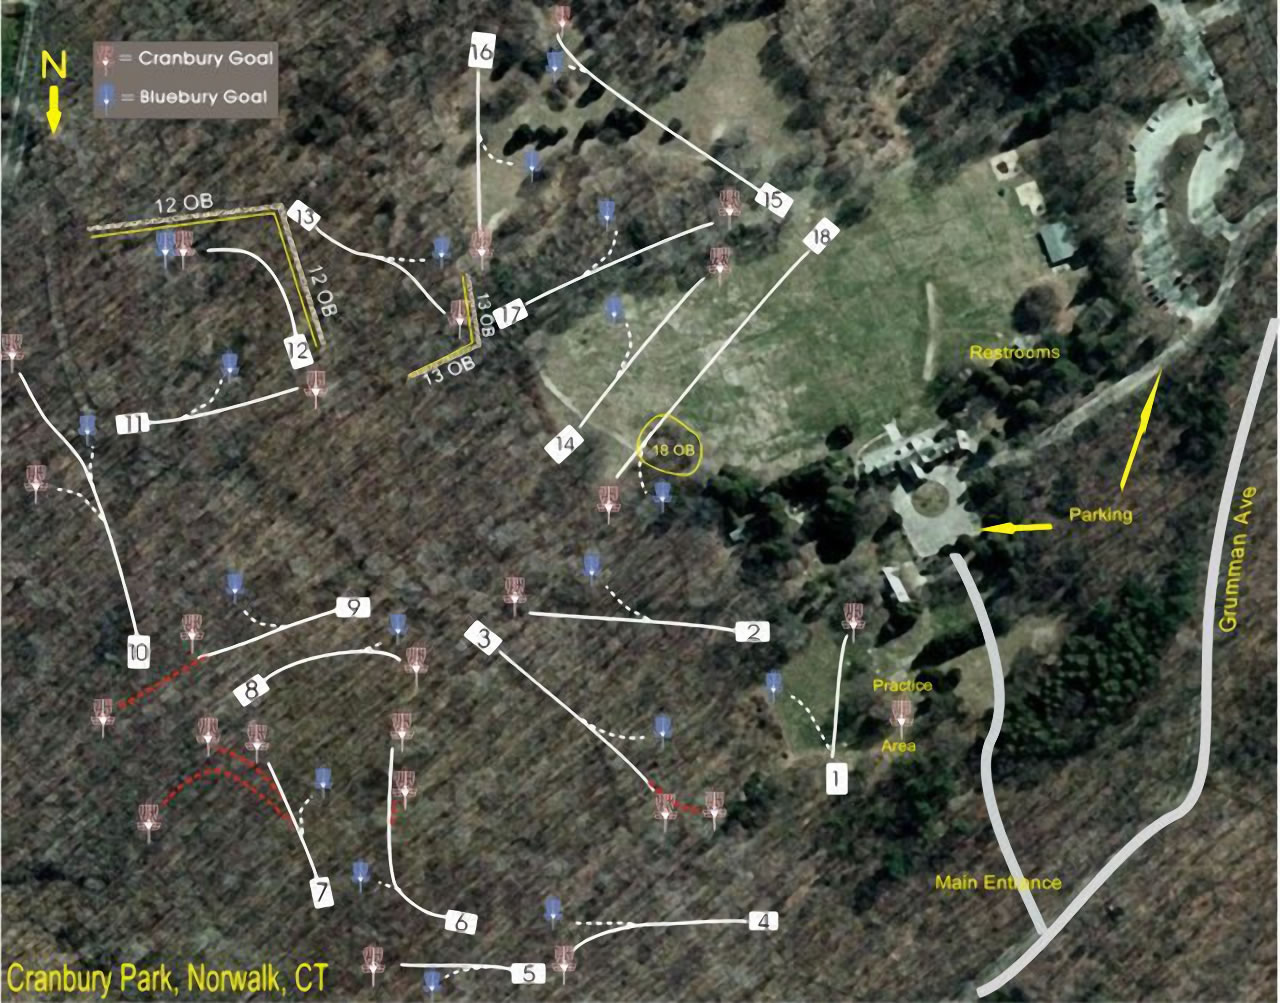 N
= Cranbury Goal
= Bluebury Goal
16
15
12 OB
13
18
12 OB
13 OB
17
12
13 OB
Restrooms
11
14
18 OB
Parking
Grumman Ave
9
2
3
10
8
Practice
Area
1
7
6
4
Main Entrance
5
Cranbury Park, Norwalk, CT